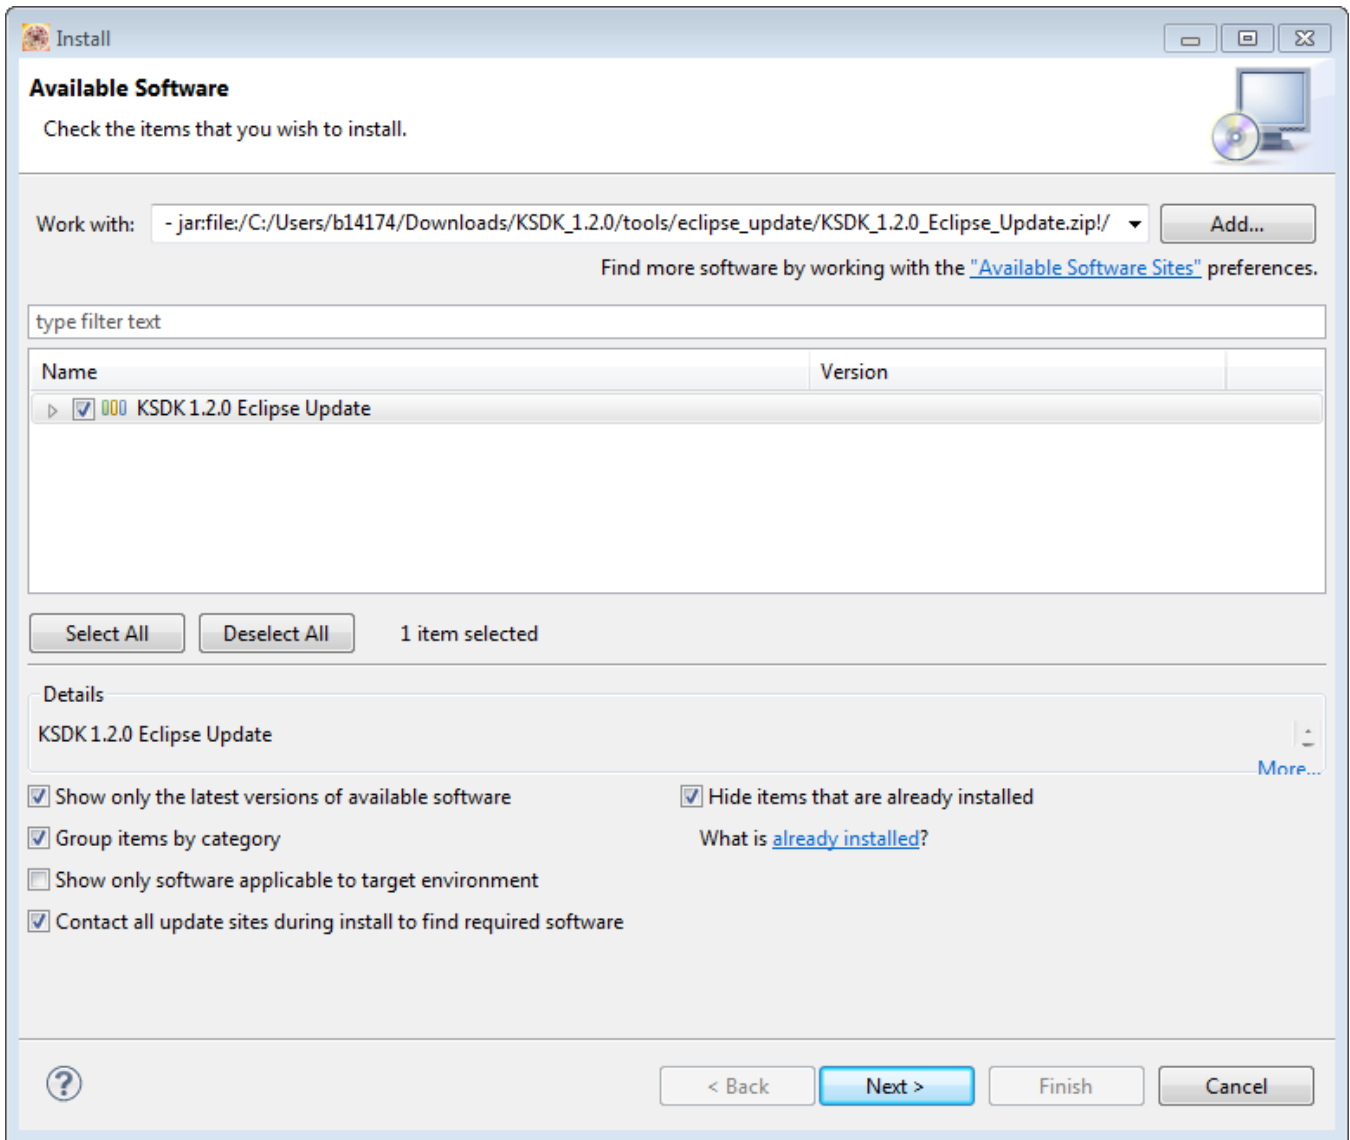 Install
Available Software
Check the items that you wish to install.
Work with: - jar:file:/C:/Users/b14174/Downloads/KSDK_1.2.0/tools/eclipse_update/KSDK_1.2.0_Eclipse_Update.zip!/ Add...
Find more software by working with the "Available Software Sites" preferences.
type filter text
Name Version
KSDK 1.2.0 Eclipse Update
Select All Deselect All 1 item selected
Details
KSDK 1.2.0 Eclipse Update
More...
Show only the latest versions of available software Hide items that are already installed
Group items by category What is already installed?
Show only software applicable to target environment
Contact all update sites during install to find required software
? < Back Next > Finish Cancel